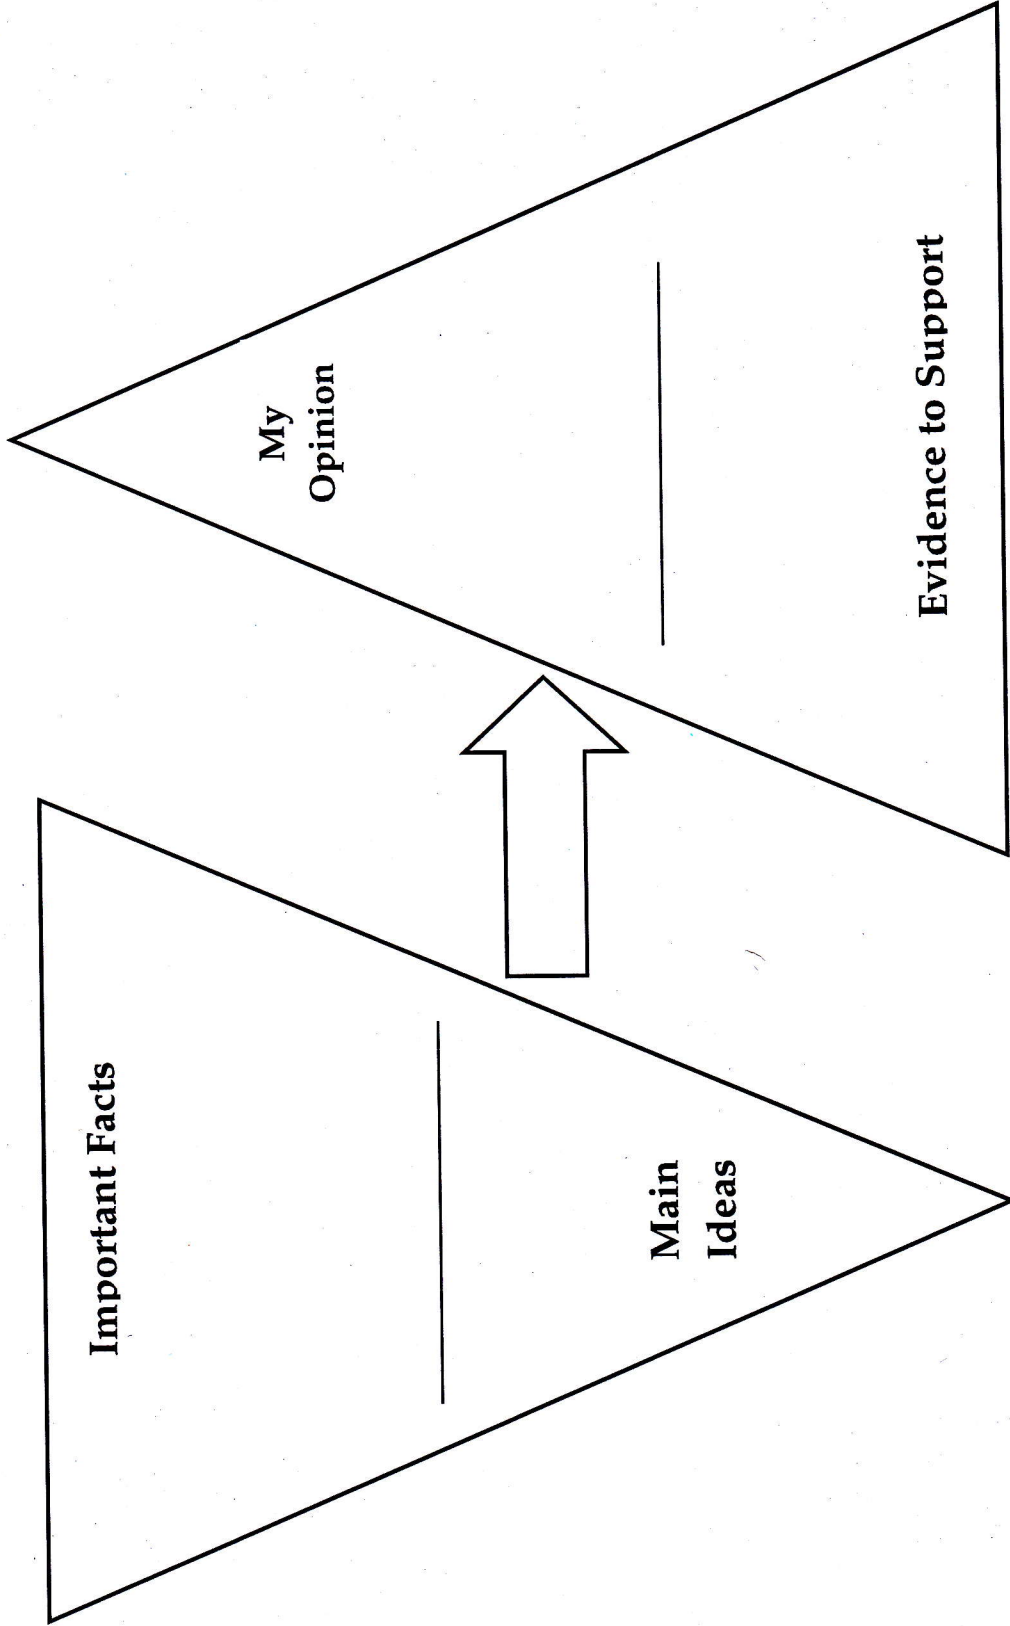 Important Facts
Main
Ideas
My
Opinion
Evidence to Support